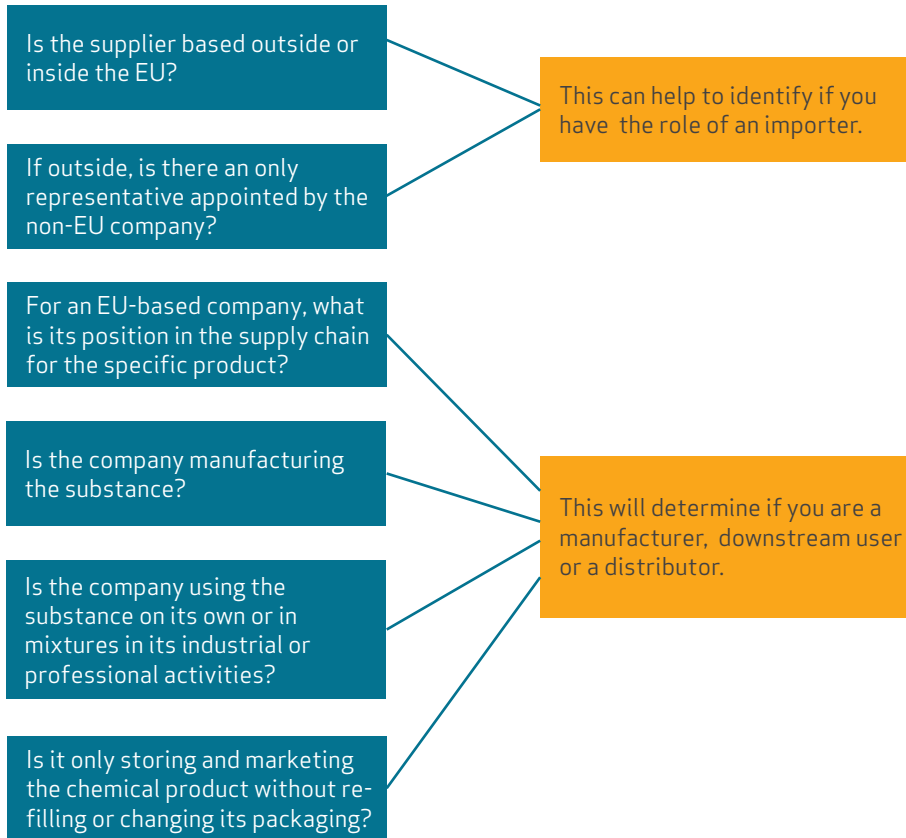 Is the supplier based outside or
inside the EU?
This can help to identify if you
have the role of an importer.
If outside, is there an only
representative appointed by the
non-EU company?
For an EU-based company, what
is its position in the supply chain
for the specific product?
Is the company manufacturing
the substance?
This will determine if you are a
manufacturer, downstream user
or a distributor.
Is the company using the
substance on its own or in
mixtures in its industrial or
professional activities?
Is it only storing and marketing
the chemical product without re-
filling or changing its packaging?